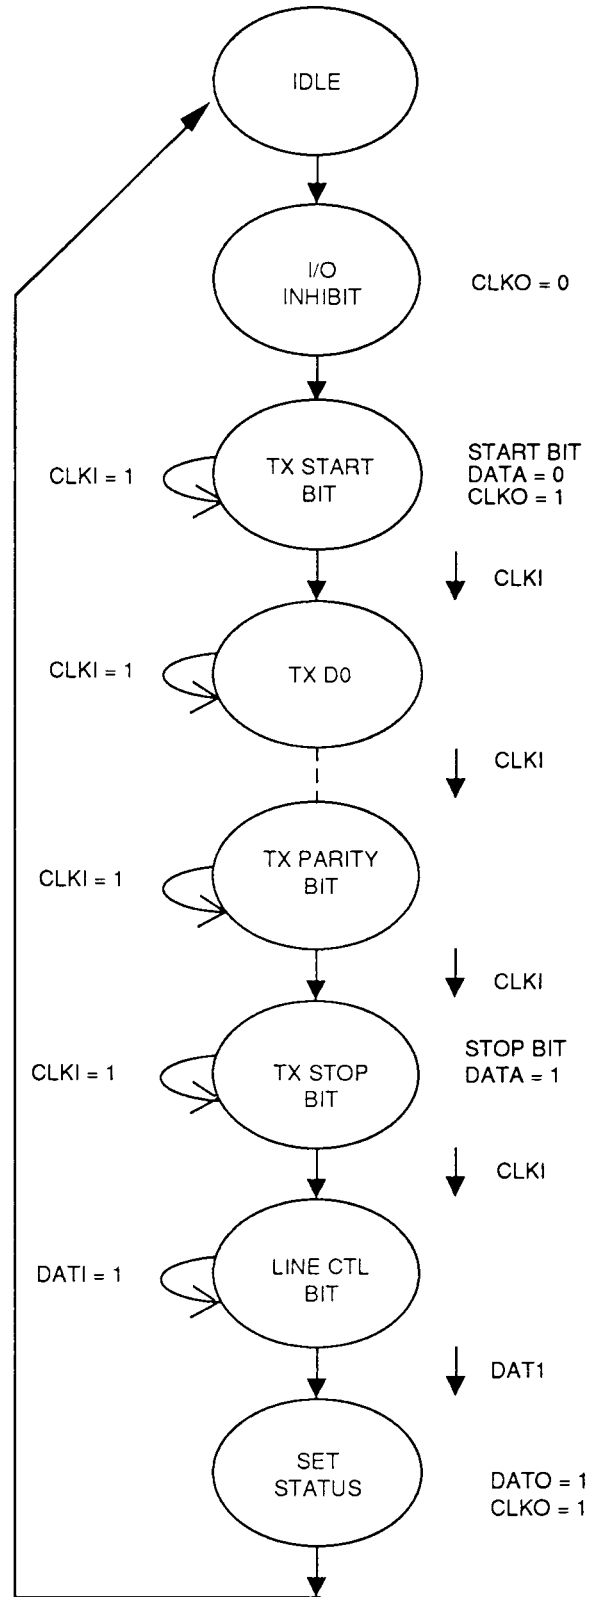 IDLE
I/O
INHIBIT
CLKO = 0
CLKI = 1
TX START
BIT
START BIT
DATA = 0
CLKO = 1
CLKI
CLKI = 1
TX D0
CLKI
CLKI = 1
TX PARITY
BIT
CLKI
CLKI = 1
TX STOP
BIT
STOP BIT
DATA = 1
CLKI
DATI = 1
LINE CTL
BIT
DAT1
SET
STATUS
DATO = 1
CLKO = 1